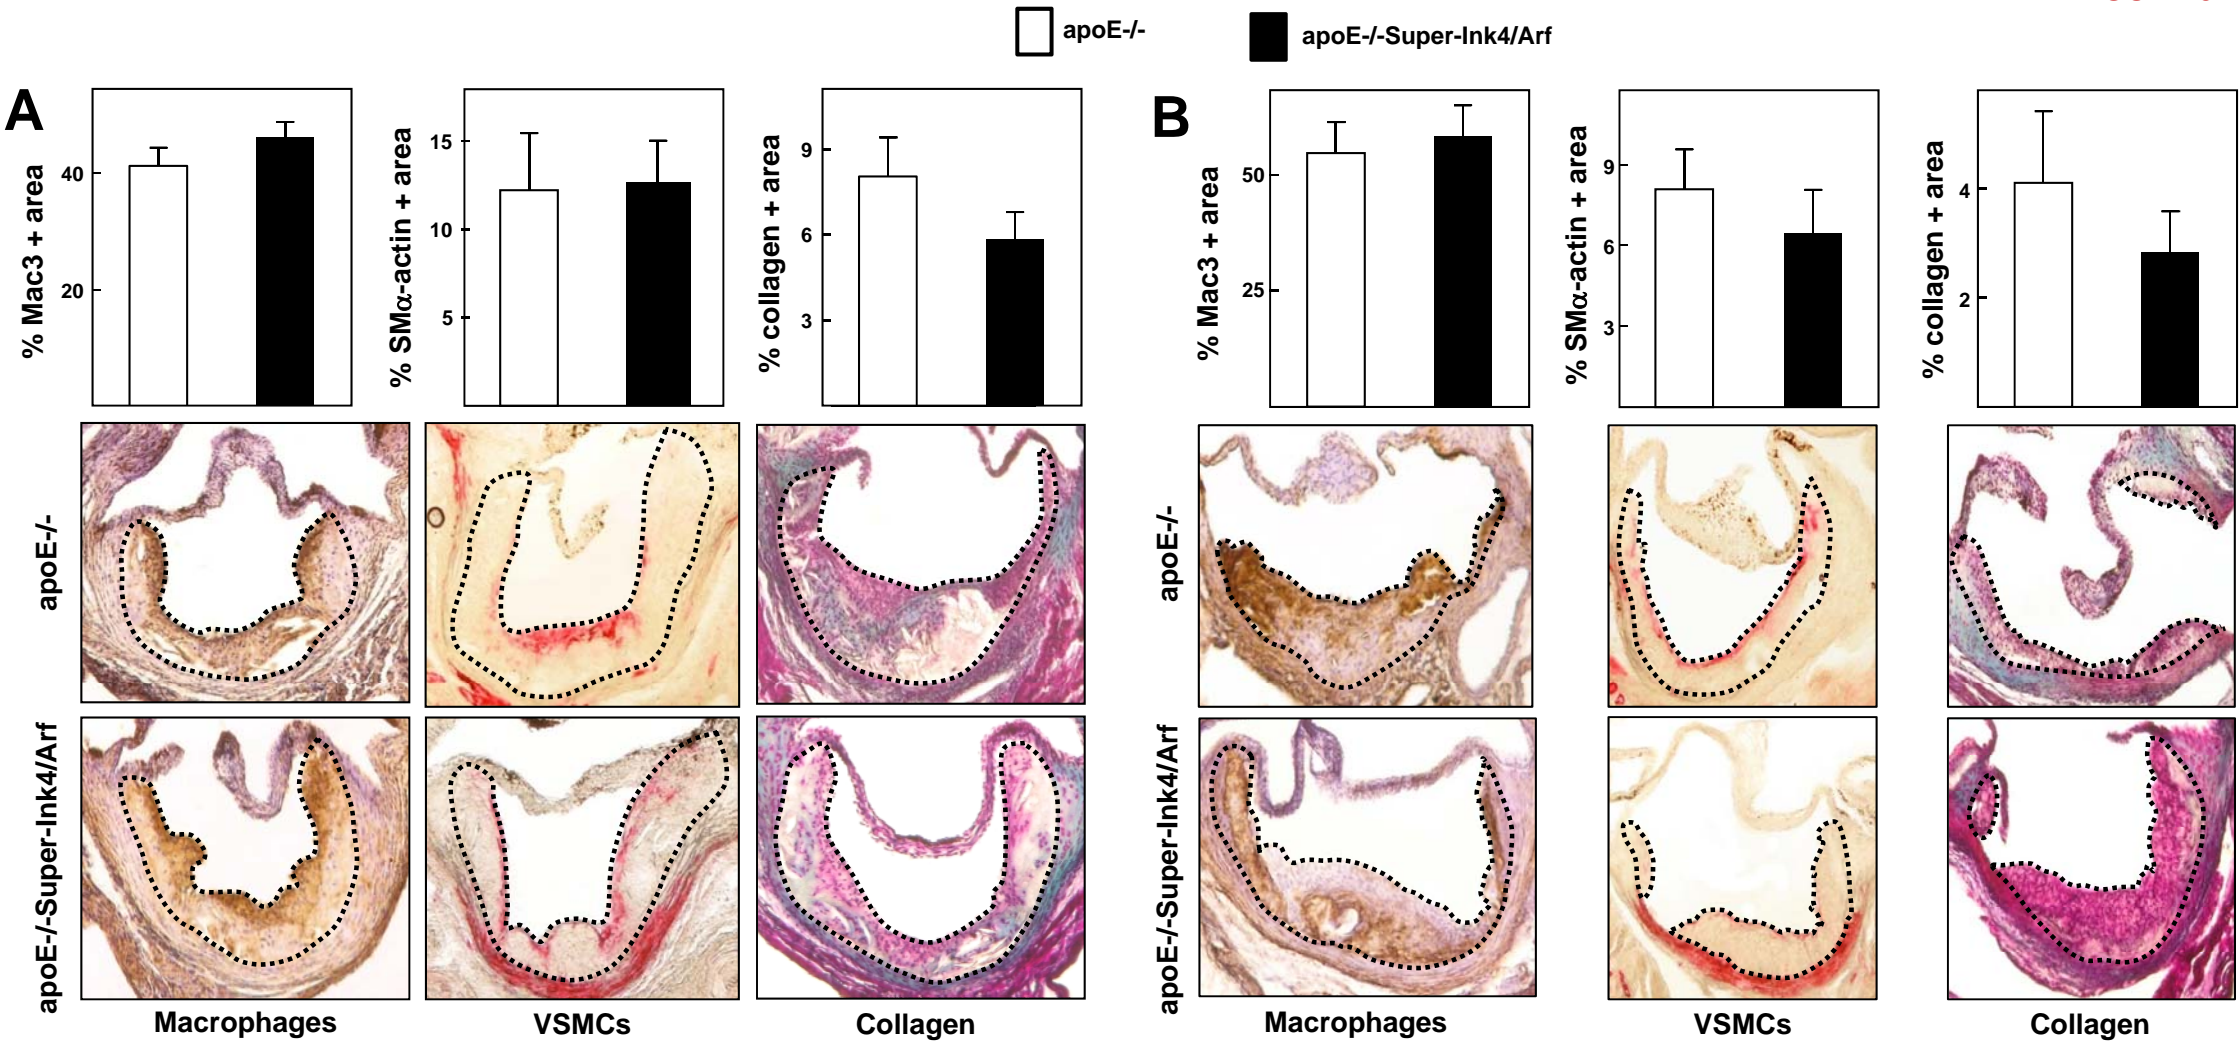 apoE-/-
apoE-/-Super-Ink4/Arf
A
% Mac3 + area
40
20
% SMα-actin + area
15
10
5
% collagen + area
9
6
3
B
% Mac3 + area
50
25
% SMα-actin + area
9
6
3
% collagen + area
4
2
apoE-/-
apoE-/-
apoE-/-Super-Ink4/Arf
apoE-/-Super-Ink4/Arf
Macrophages
VSMCs
Collagen
Macrophages
VSMCs
Collagen